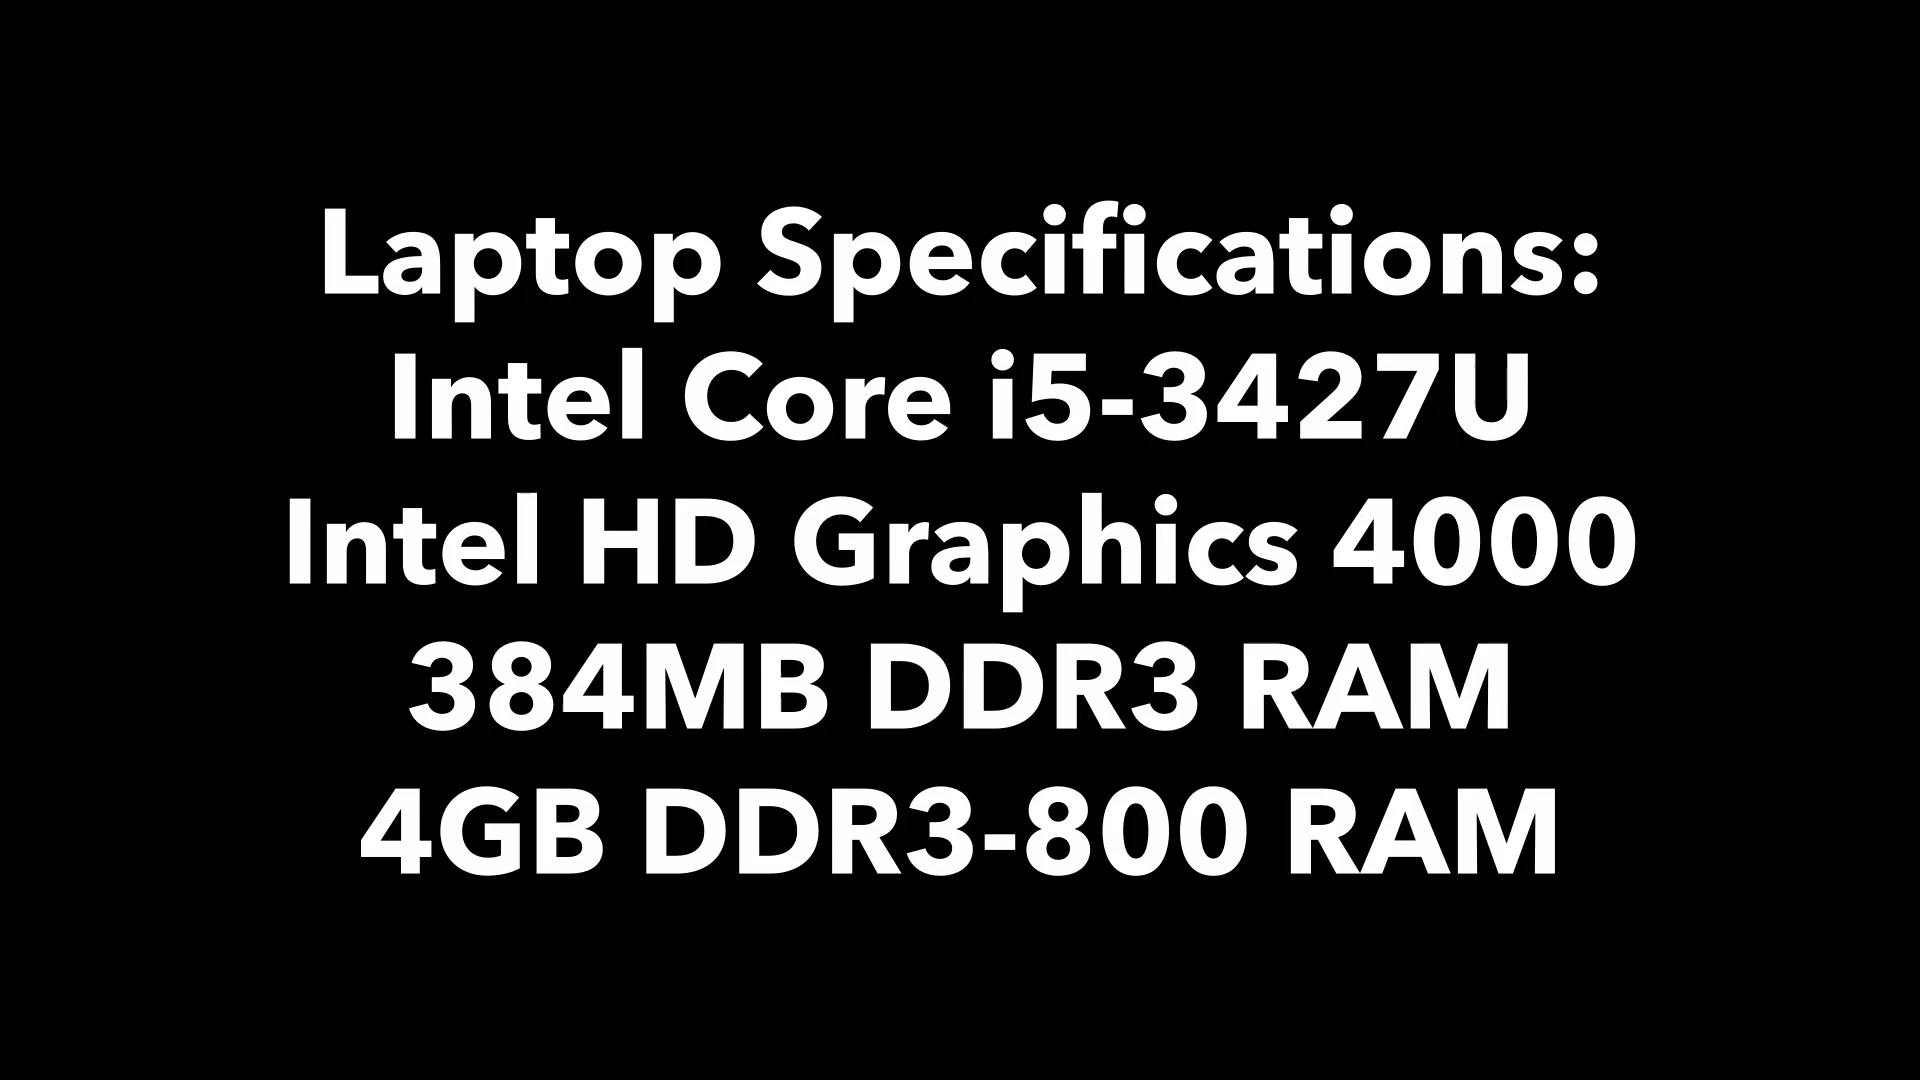 Laptop Specifications:
Intel Core i5-3427U
Intel HD Graphics 4000
384MB DDR3 RAM
4GB DDR3-800 RAM